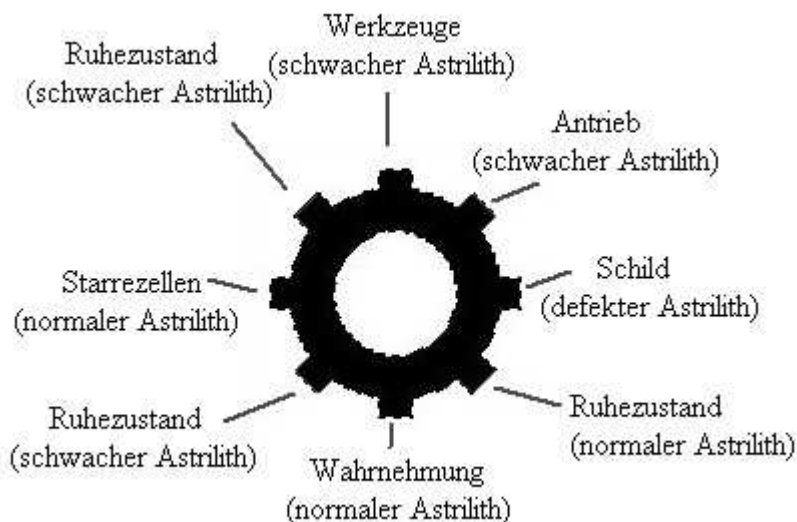 Werkzeuge
(schwacher Astrilith)
Ruhezustand
(schwacher Astrilith)
Antrieb
(schwacher Astrilith)
Starrezellen
(normaler Astrilith)
Schild
(defekter Astrilith)
Ruhezustand
(schwacher Astrilith)
Ruhezustand
(normaler Astrilith)
Wahrnehmung
(normaler Astrilith)